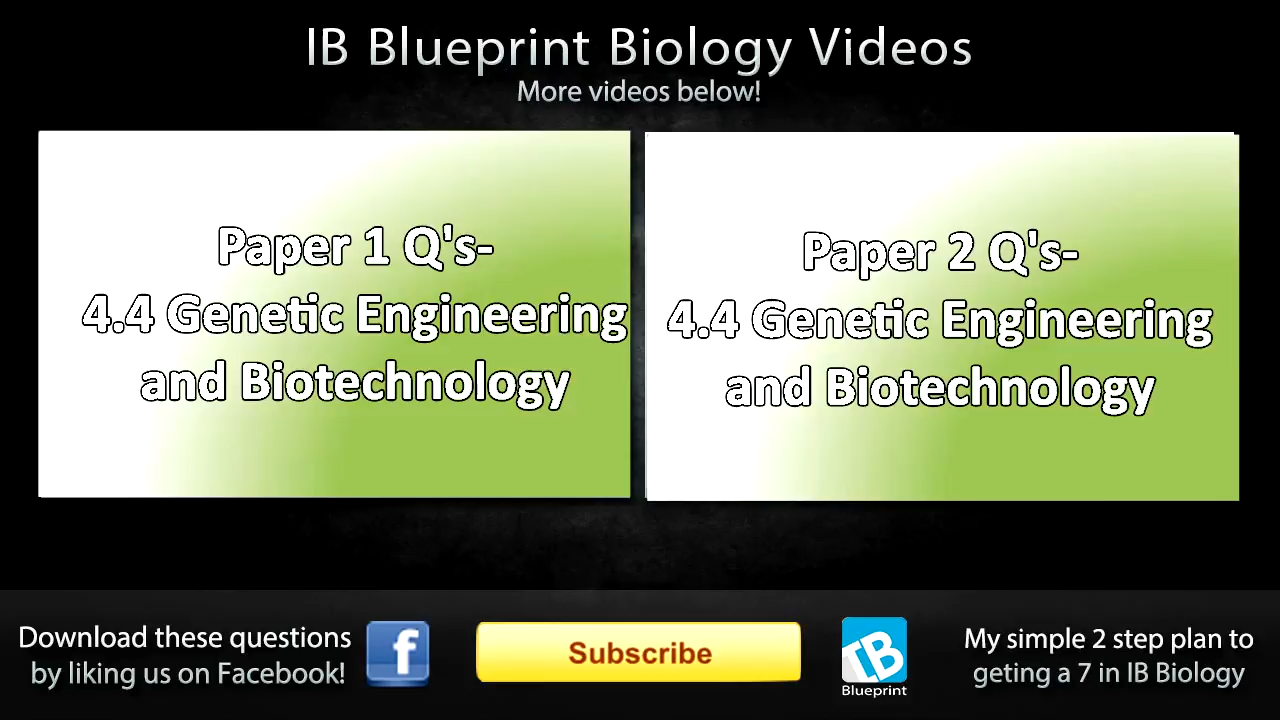 IB Blueprint Biology Videos
More videos below!
Paper 1 Q's-
4.4 Genetic Engineering
and Biotechnology
Paper 2 Q's-
4.4 Genetic Engineering
and Biotechnology
Download these questions
by liking us on Facebook!
f
Subscribe
IB
Blueprint
My simple 2 step plan to
geting a 7 in IB Biology